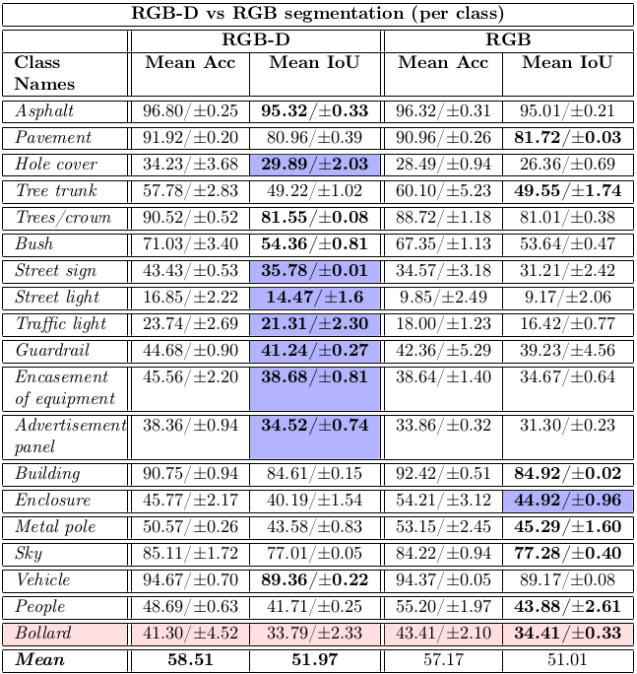 RGB-D vs RGB segmentation (per class)
RGB-D RGB
Class Names Mean Acc Mean IoU Mean Acc Mean IoU
Asphalt 96.80/±0.25 95.32/±0.33 96.32/±0.31 95.01/±0.21
Pavement 91.92/±0.20 80.96/±0.39 90.96/±0.26 81.72/±0.03
Hole cover 34.23/±3.68 29.89/±2.03 28.49/±0.94 26.36/±0.69
Tree trunk 57.78/±2.83 49.22/±1.02 60.10/±5.23 49.55/±1.74
Trees/crown 90.52/±0.52 81.55/±0.08 88.72/±1.18 81.01/±0.38
Bush 71.03/±3.40 54.36/±0.81 67.35/±1.13 53.64/±0.47
Street sign 43.43/±0.53 35.78/±0.01 34.57/±3.18 31.21/±2.42
Street light 16.85/±2.22 14.47/±1.6 9.85/±2.49 9.17/±2.06
Traffic light 23.74/±2.69 21.31/±2.30 18.00/±1.23 16.42/±0.77
Guardrail 44.68/±0.90 41.24/±0.27 42.36/±5.29 39.23/±4.56
Encasement 45.56/±2.20 38.68/±0.81 38.64/±1.40 34.67/±0.64
of equipment
Advertisement 38.36/±0.94 34.52/±0.74 33.86/±0.32 31.30/±0.23
panel
Building 90.75/±0.94 84.61/±0.15 92.42/±0.51 84.92/±0.02
Enclosure 45.77/±2.17 40.19/±1.54 54.21/±3.12 44.92/±0.96
Metal pole 50.57/±0.26 43.58/±0.83 53.15/±2.45 45.29/±1.60
Sky 85.11/±1.72 77.01/±0.05 84.22/±0.94 77.28/±0.40
Vehicle 94.67/±0.70 89.36/±0.22 94.37/±0.05 89.17/±0.08
People 48.69/±0.63 41.71/±0.25 55.20/±1.97 43.88/±2.61
Bollard 41.30/±4.52 33.79/±2.33 43.41/±2.10 34.41/±0.33
Mean 58.51 51.97 57.17 51.01